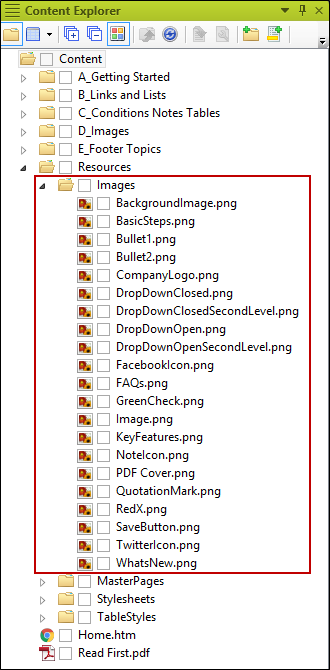 Content Explorer
Content
A_Getting Started
B_Links and Lists
C_Conditions Notes Tables
D_Images
E_Footer Topics
Resources
Images
BackgroundImage.png
BasicSteps.png
Bullet1.png
Bullet2.png
CompanyLogo.png
DropDownClosed.png
DropDownClosedSecondLevel.png
DropDownOpen.png
DropDownOpenSecondLevel.png
FacebookIcon.png
FAQs.png
GreenCheck.png
Image.png
KeyFeatures.png
NoteIcon.png
PDF Cover.png
QuotationMark.png
RedX.png
SaveButton.png
TwitterIcon.png
WhatsNew.png
MasterPages
Stylesheets
TableStyles
Home.htm
Read First.pdf